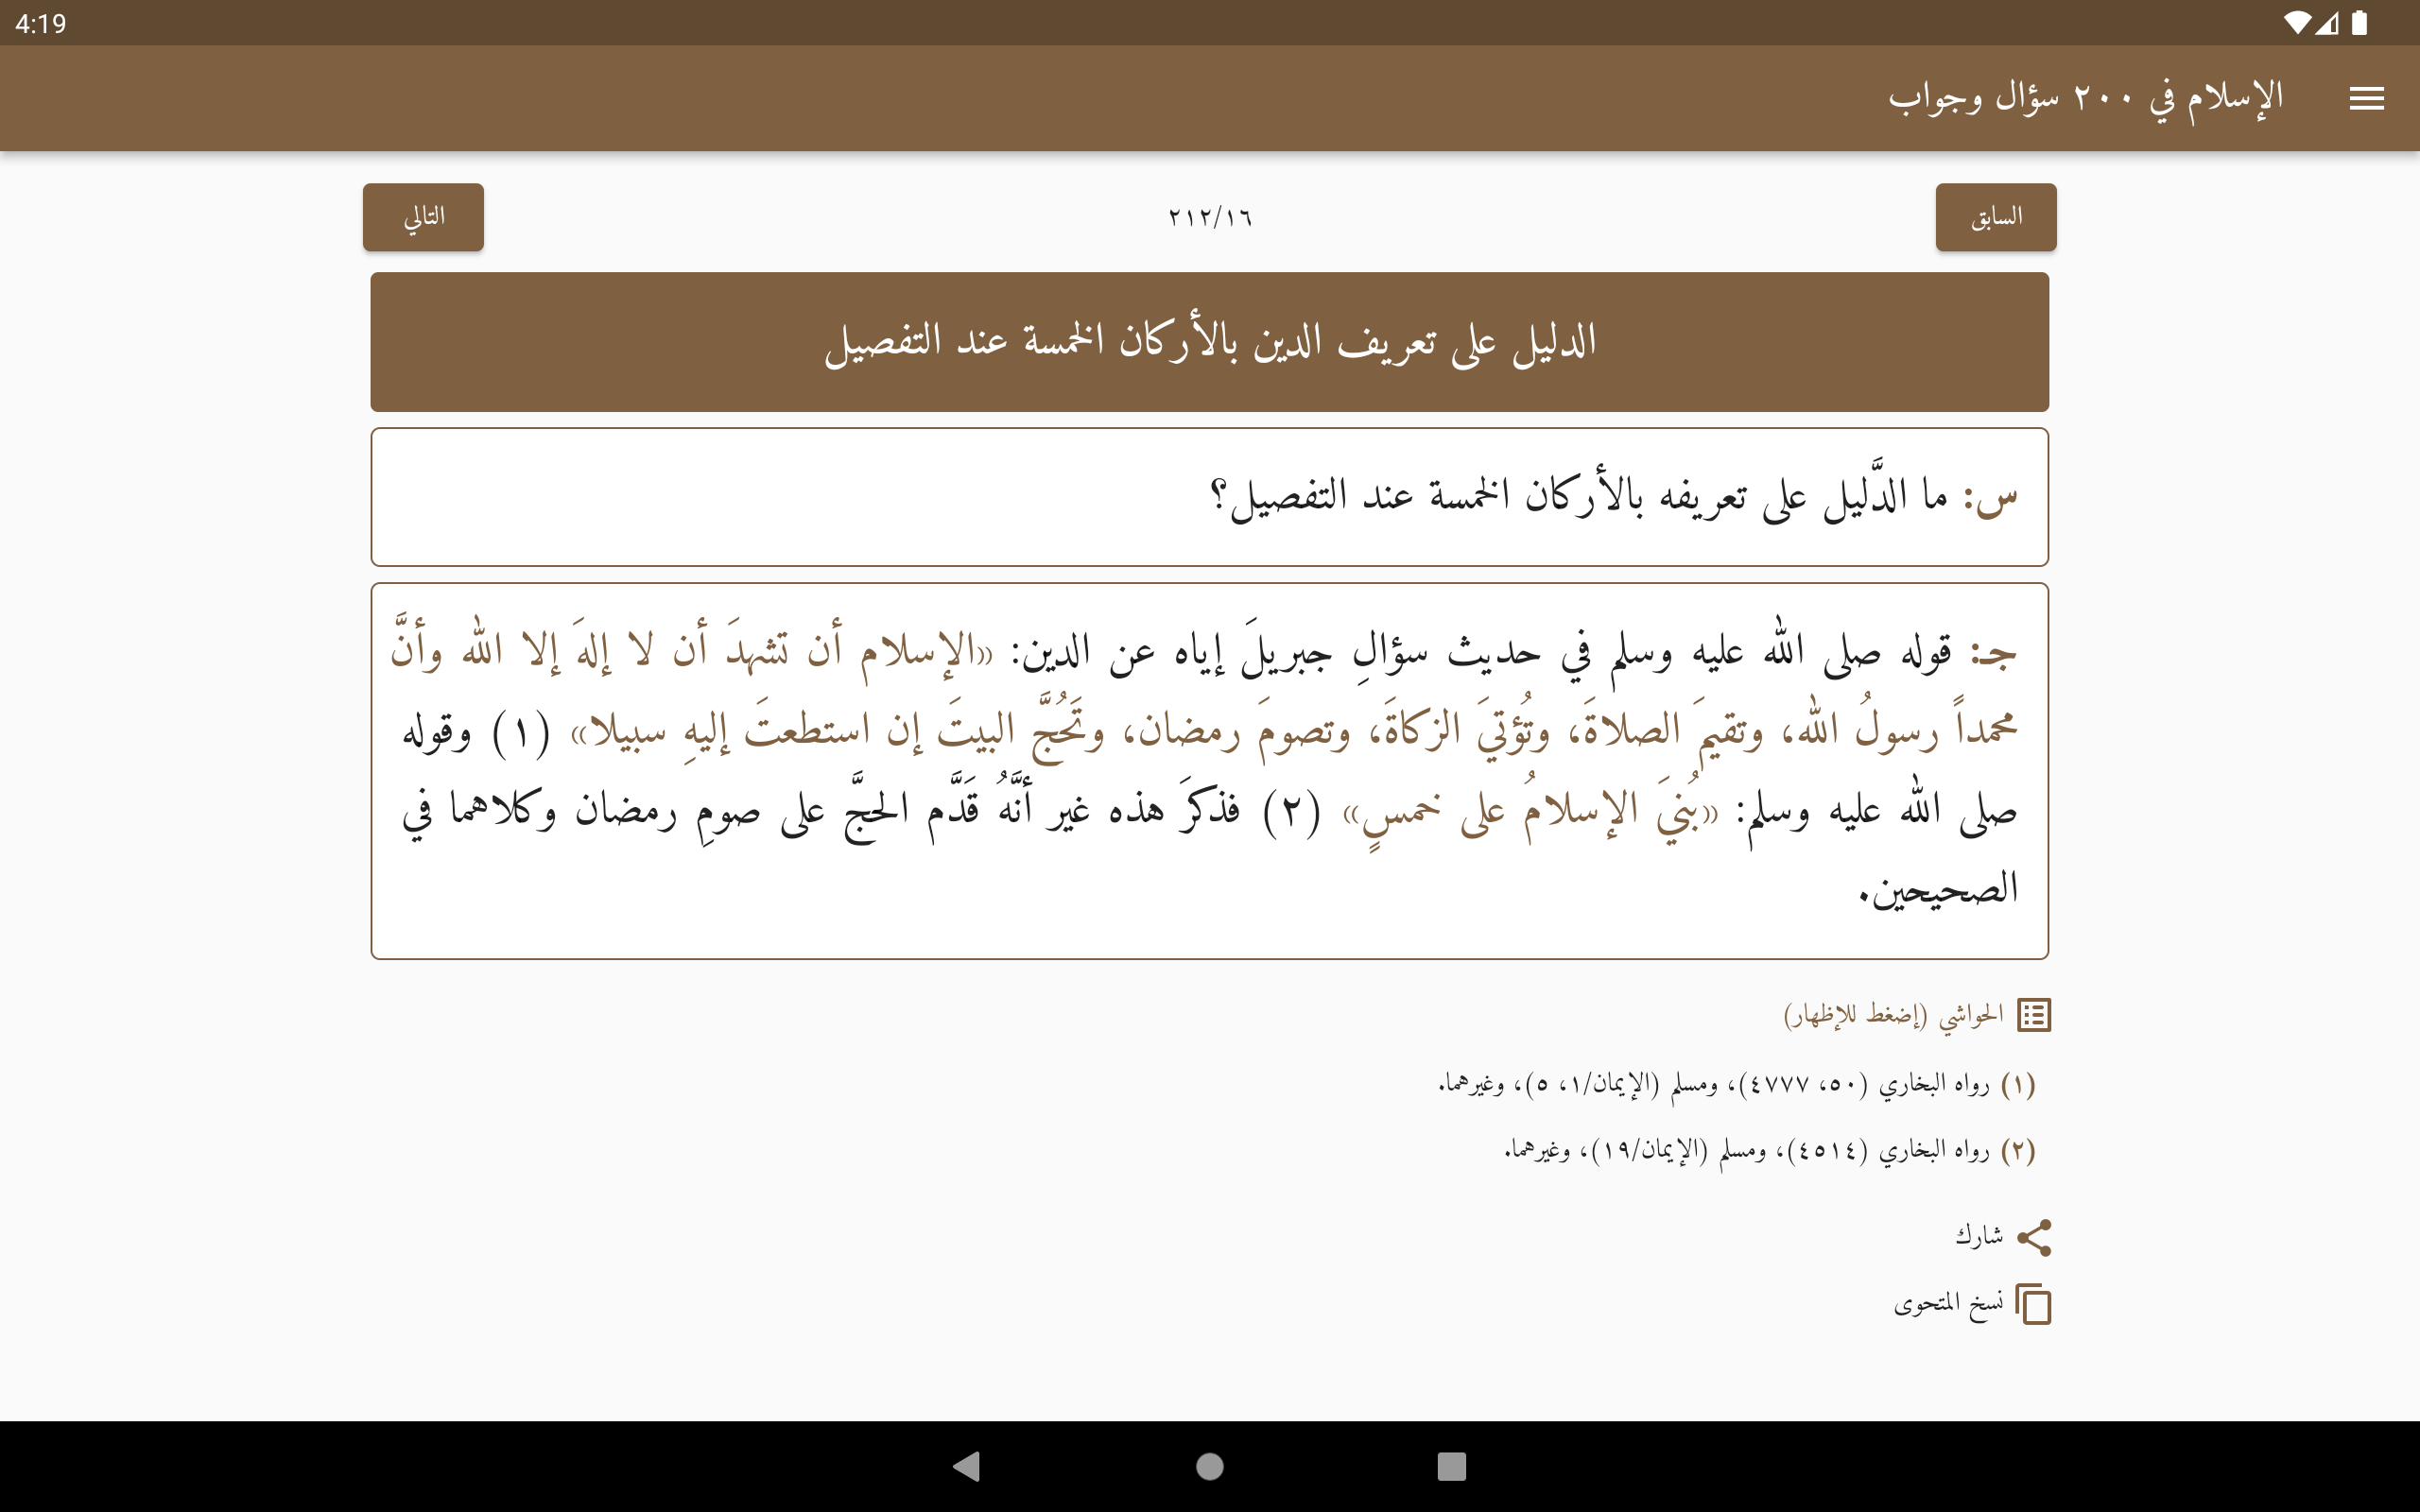 4:19
الإسلام في ٢٠٠ سؤال وجواب
السابق
٢١٢/١٦
التالي
الدليل على تعريف الدين بالأركان الخمسة عند التفصيل
س: ما الدَّليل على تعريفه بالأركان الخمسة عند التفصيل؟
جـ: قوله صلى الله عليه وسلم في حديث سؤالِ جبريلَ إياه عن الدين: «الإسلام أن تشهدَ أن لا إلهَ إلا الله وأنَّ
محمداً رسولُ الله، وتقيمَ الصلاةَ، وتُؤتيَ الزكاةَ، وتصومَ رمضان، وتَحُجَّ البيتَ إن استطعتَ إليهِ سبيلا» (١) وقوله
صلى الله عليه وسلم: «بُنيَ الإسلامُ على خمسٍ» (٢) فذكرَ هذه غير أنَّهُ قَدَّم الحجَّ على صومِ رمضان وكلاهما في
الصحيحين.
الحواشي (إضغط للإظهار)
(١) رواه البخاري (٥٠، ٤٧٧٧)، ومسلم (الإيمان/١، ٥)، وغيرهما.
(٢) رواه البخاري (٤٥١٤)، ومسلم (الإيمان/١٩)، وغيرهما.
شارك
نسخ المتحوى